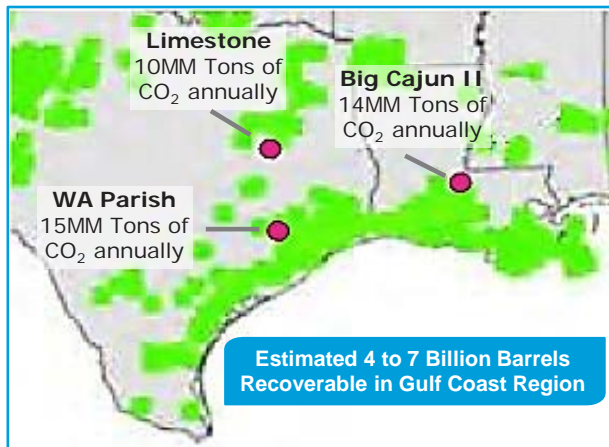 Limestone
10MM Tons of
CO₂ annually
Big Cajun II
14MM Tons of
CO₂ annually
WA Parish
15MM Tons of
CO₂ annually
Estimated 4 to 7 Billion Barrels
Recoverable in Gulf Coast Region